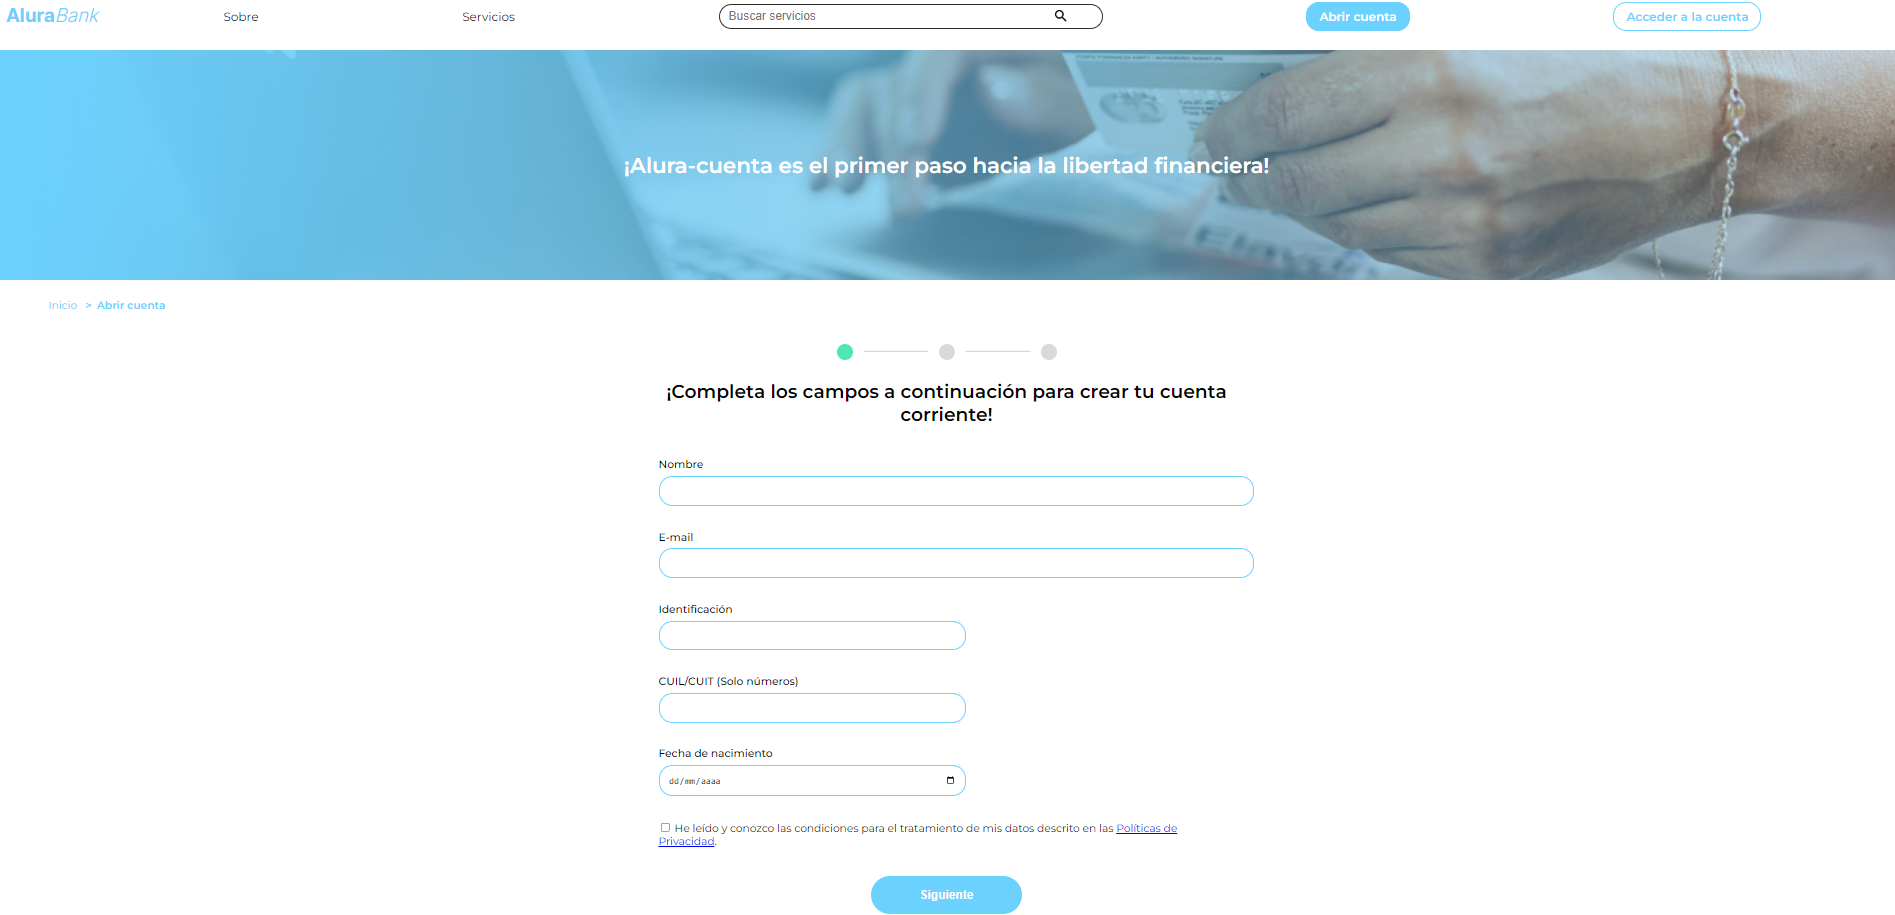 AluraBank
Sobre
Servicios
Buscar servicios
Abrir cuenta
Acceder a la cuenta
¡Alura-cuenta es el primer paso hacia la libertad financiera!
Inicio > Abrir cuenta
¡Completa los campos a continuación para crear tu cuenta
corriente!
Nombre
E-mail
Identificación
CUIL/CUIT (Solo números)
Fecha de nacimiento
dd/mm/aaaa
He leído y conozco las condiciones para el tratamiento de mis datos descrito en las Políticas de
Privacidad.
Siguiente